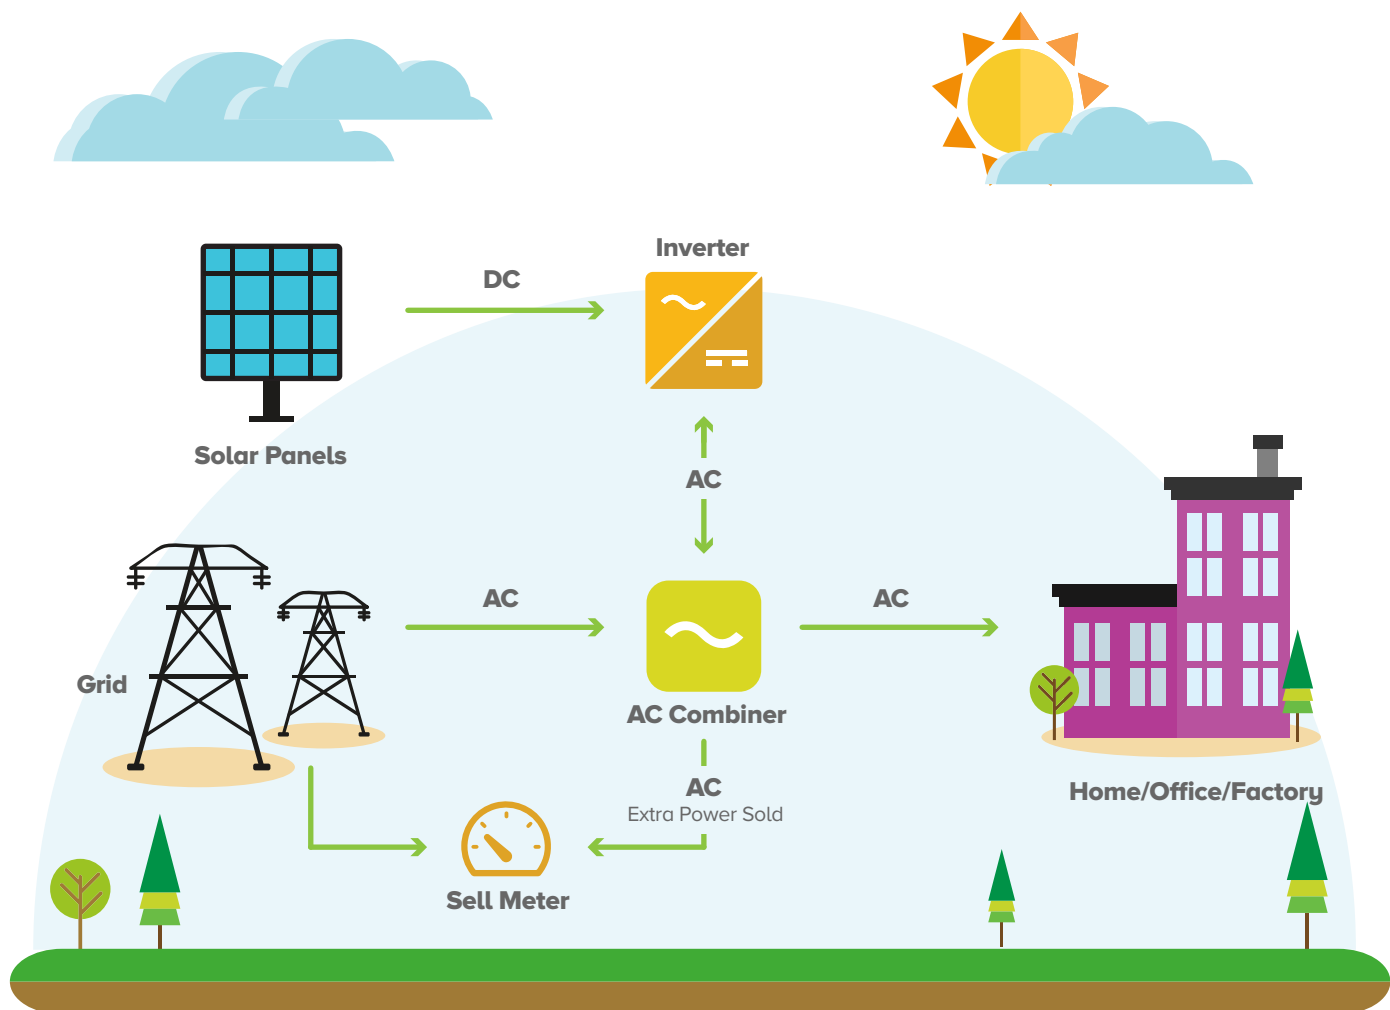 Inverter
DC
Solar Panels
AC
AC
AC
Grid
AC Combiner
AC
Extra Power Sold
Home/Office/Factory
Sell Meter